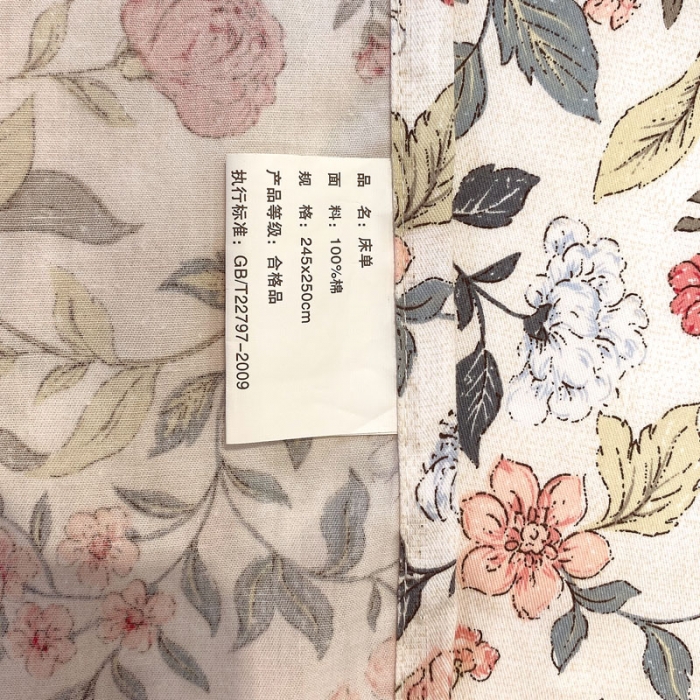 品 名：床单
面 料：100%棉
规 格：245x250cm
产品等级：合格品
执行标准：GB/T22797-2009